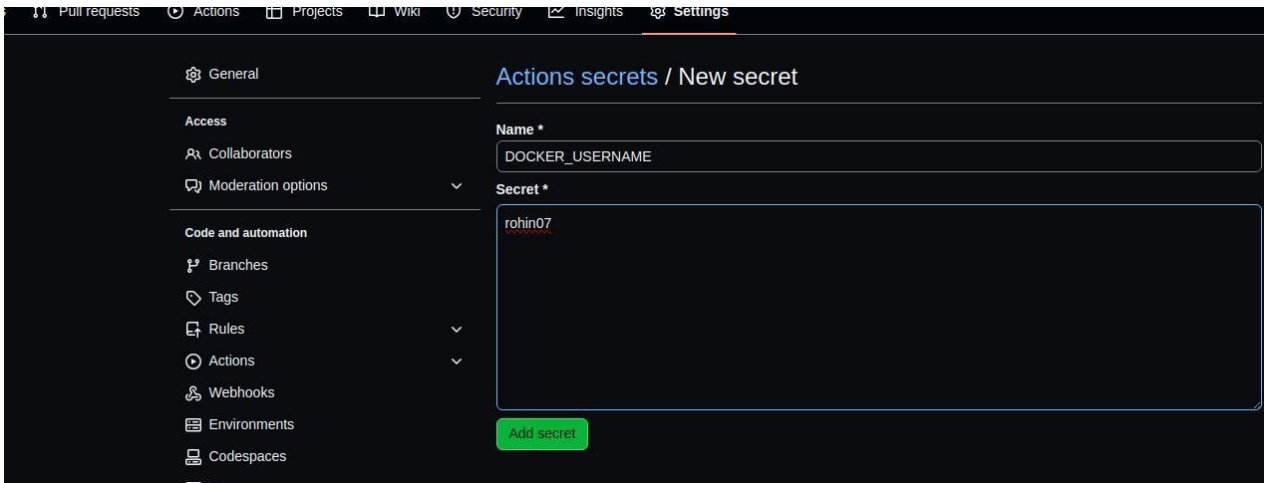 Pull requests Actions Projects Wiki Security Insights Settings
General
Access
Collaborators
Moderation options
Code and automation
Branches
Tags
Rules
Actions
Webhooks
Environments
Codespaces
Actions secrets / New secret
Name *
DOCKER_USERNAME
Secret *
rohin07
Add secret